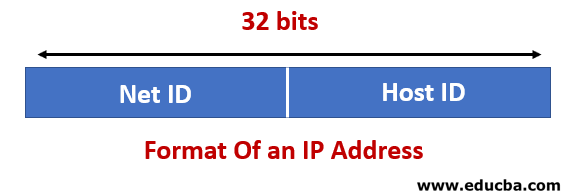 32 bits
Net ID
Host ID
Format Of an IP Address
www.educba.com